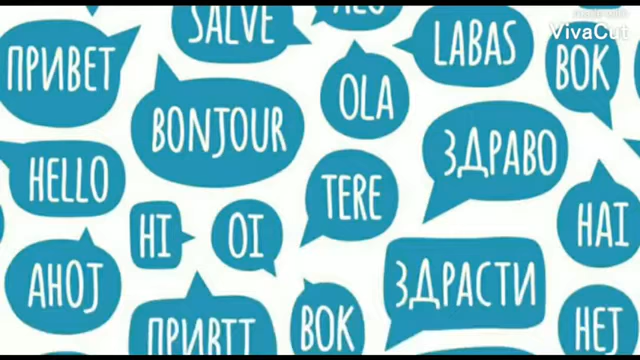 SALVE
LABAS
ПРИВЕТ
BOK
OLA
BONJOUR
ЗДРАВО
HELLO
TERE
HI
OI
HAI
AHOJ
ЗДРАСТИ
BOK
HEJ
VivaCut